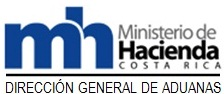 mh Ministerio de
Hacienda
COSTA RICA
DIRECCIÓN GENERAL DE ADUANAS